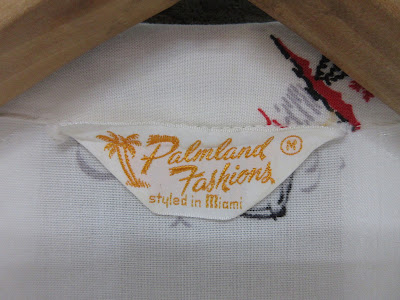 Palmland
Fashions
M
styled in Miami